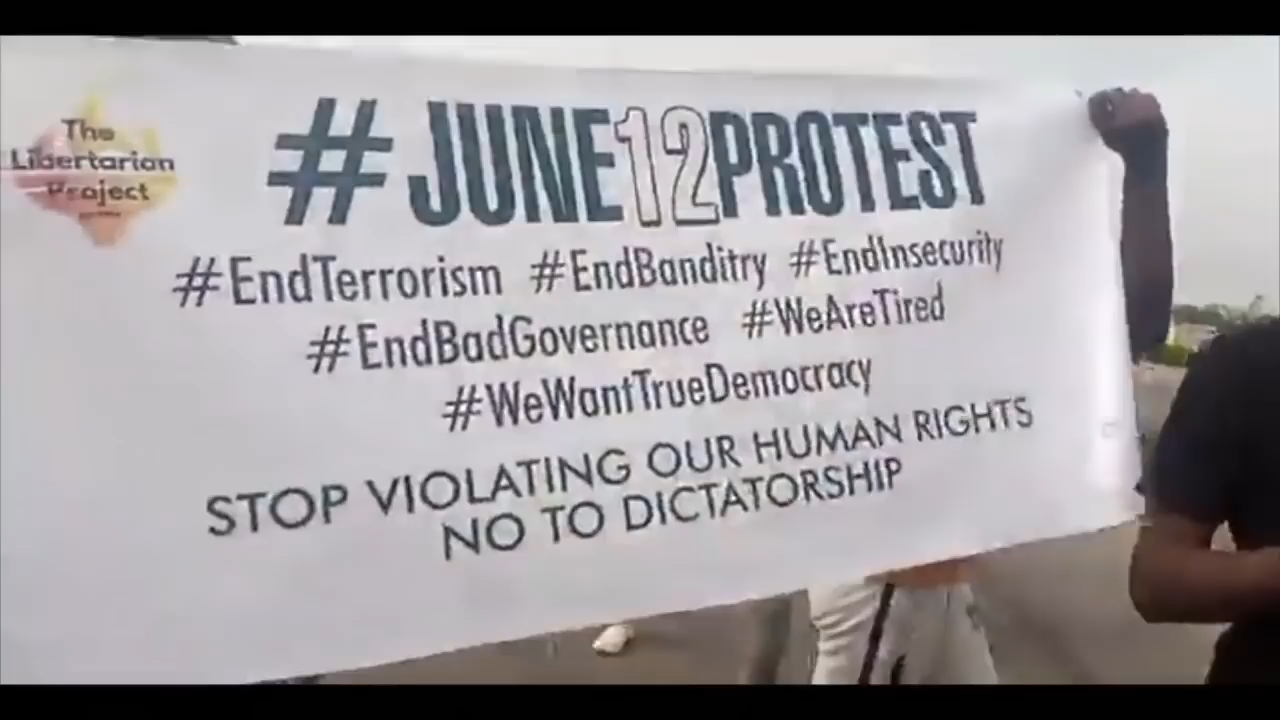 The
Libertarian
Project
#JUNE12PROTEST
#EndTerrorism #EndBanditry #EndInsecurity
#EndBadGovernance #WeAreTired
#WeWantTrueDemocracy
STOP VIOLATING OUR HUMAN RIGHTS
NO TO DICTATORSHIP